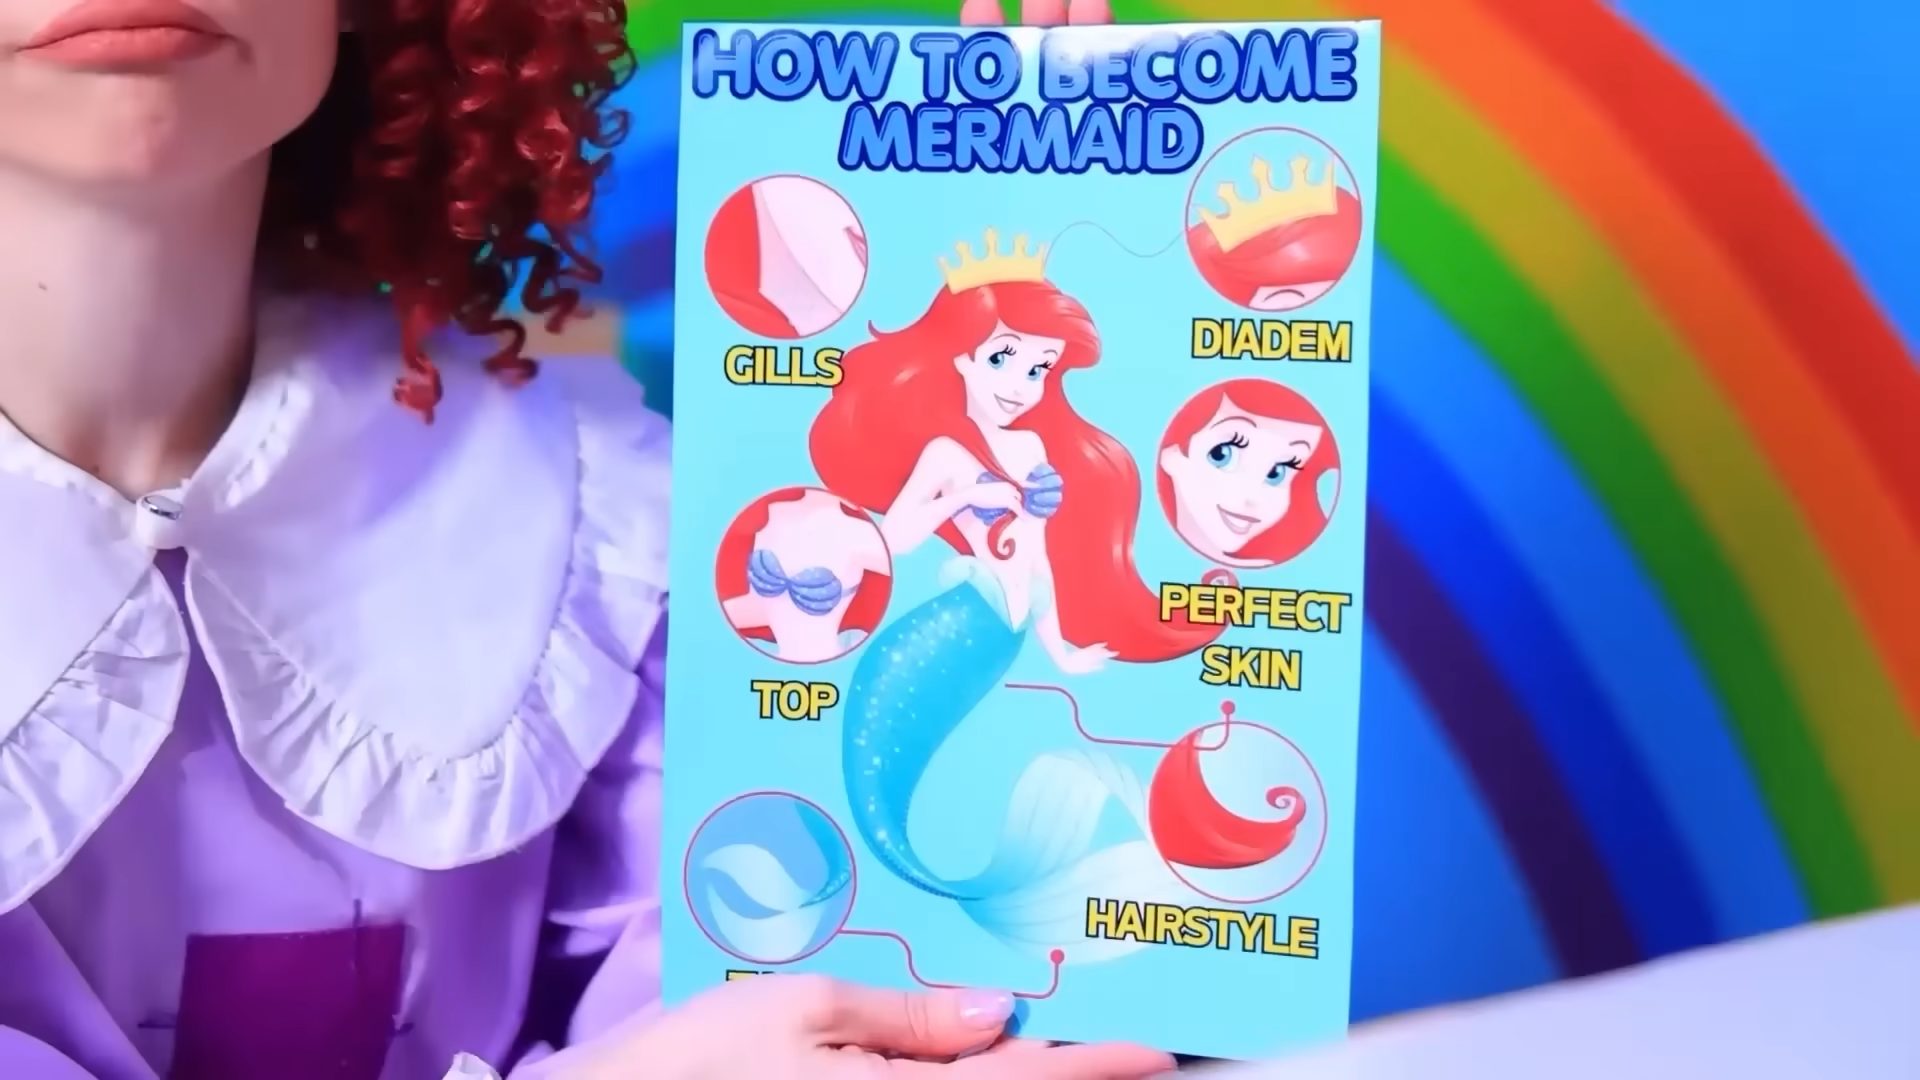 HOW TO BECOME
MERMAID
GILLS
DIADEM
TOP
PERFECT
SKIN
HAIRSTYLE